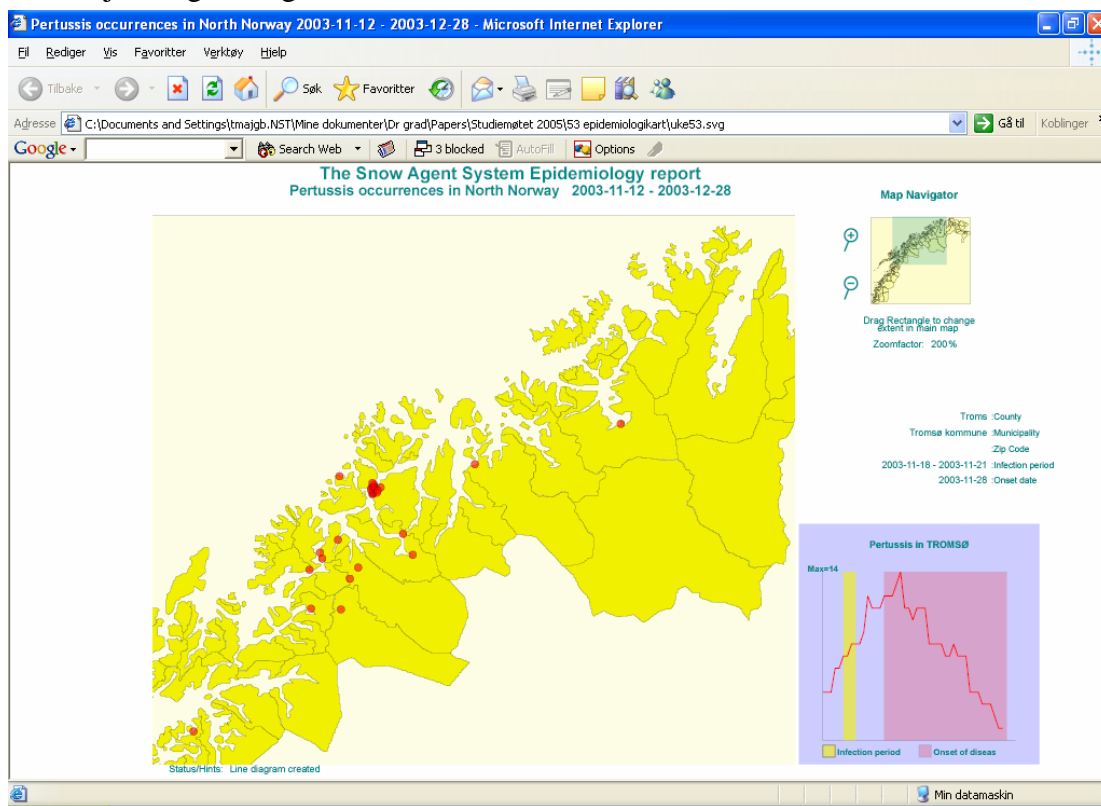 Pertussis occurrences in North Norway 2003-11-12 - 2003-12-28 - Microsoft Internet Explorer
Fil Rediger Vis Favoritter Verktøy Hjelp
Tilbake Søk Favoritter
Adresse C:\Documents and Settings\tmajgb.NST\Mine dokumenter\Dr grad\Papers\Studiemøtet 2005\53 epidemiologikart\uke53.svg Gå til Koblinger
Google Search Web 3 blocked AutoFill Options
The Snow Agent System Epidemiology report
Pertussis occurrences in North Norway 2003-11-12 - 2003-12-28
Map Navigator
Drag Rectangle to change
extent in main map
Zoomfactor: 200%
Troms :County
Tromsø kommune :Municipality
:Zip Code
2003-11-18 - 2003-11-21 :Infection period
2003-11-28 :Onset date
Pertussis in TROMSØ
Max=14
Infection period Onset of diseas
Status/Hints: Line diagram created
Min datamaskin